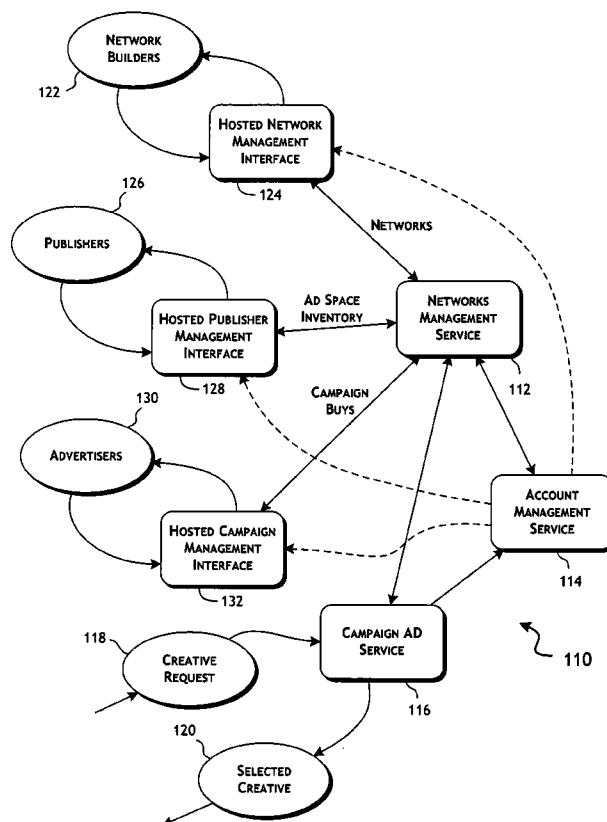 NETWORK
BUILDERS
122
HOSTED NETWORK
MANAGEMENT
INTERFACE
124
126
NETWORKS
PUBLISHERS
AD SPACE
INVENTORY
HOSTED PUBLISHER
MANAGEMENT
INTERFACE
128
NETWORKS
MANAGEMENT
SERVICE
112
CAMPAIGN
BUYS
130
ADVERTISERS
HOSTED CAMPAIGN
MANAGEMENT
INTERFACE
132
ACCOUNT
MANAGEMENT
SERVICE
114
118
CREATIVE
REQUEST
CAMPAIGN AD
SERVICE
116
110
120
SELECTED
CREATIVE